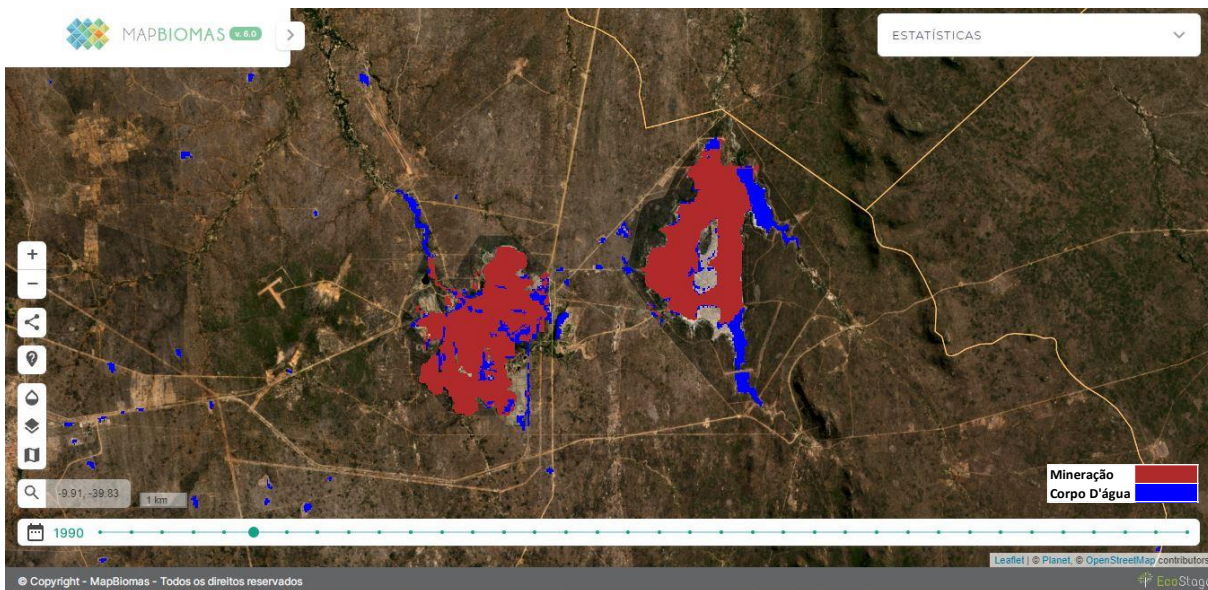 MAPBIOMAS v. 6.0 >
ESTATÍSTICAS
+
−
-9.91, -39.83
1 km
Mineração
Corpo D'água
1990
Leaflet | © Planet, © OpenStreetMap contributors
© Copyright - MapBiomas - Todos os direitos reservados
EcoStage